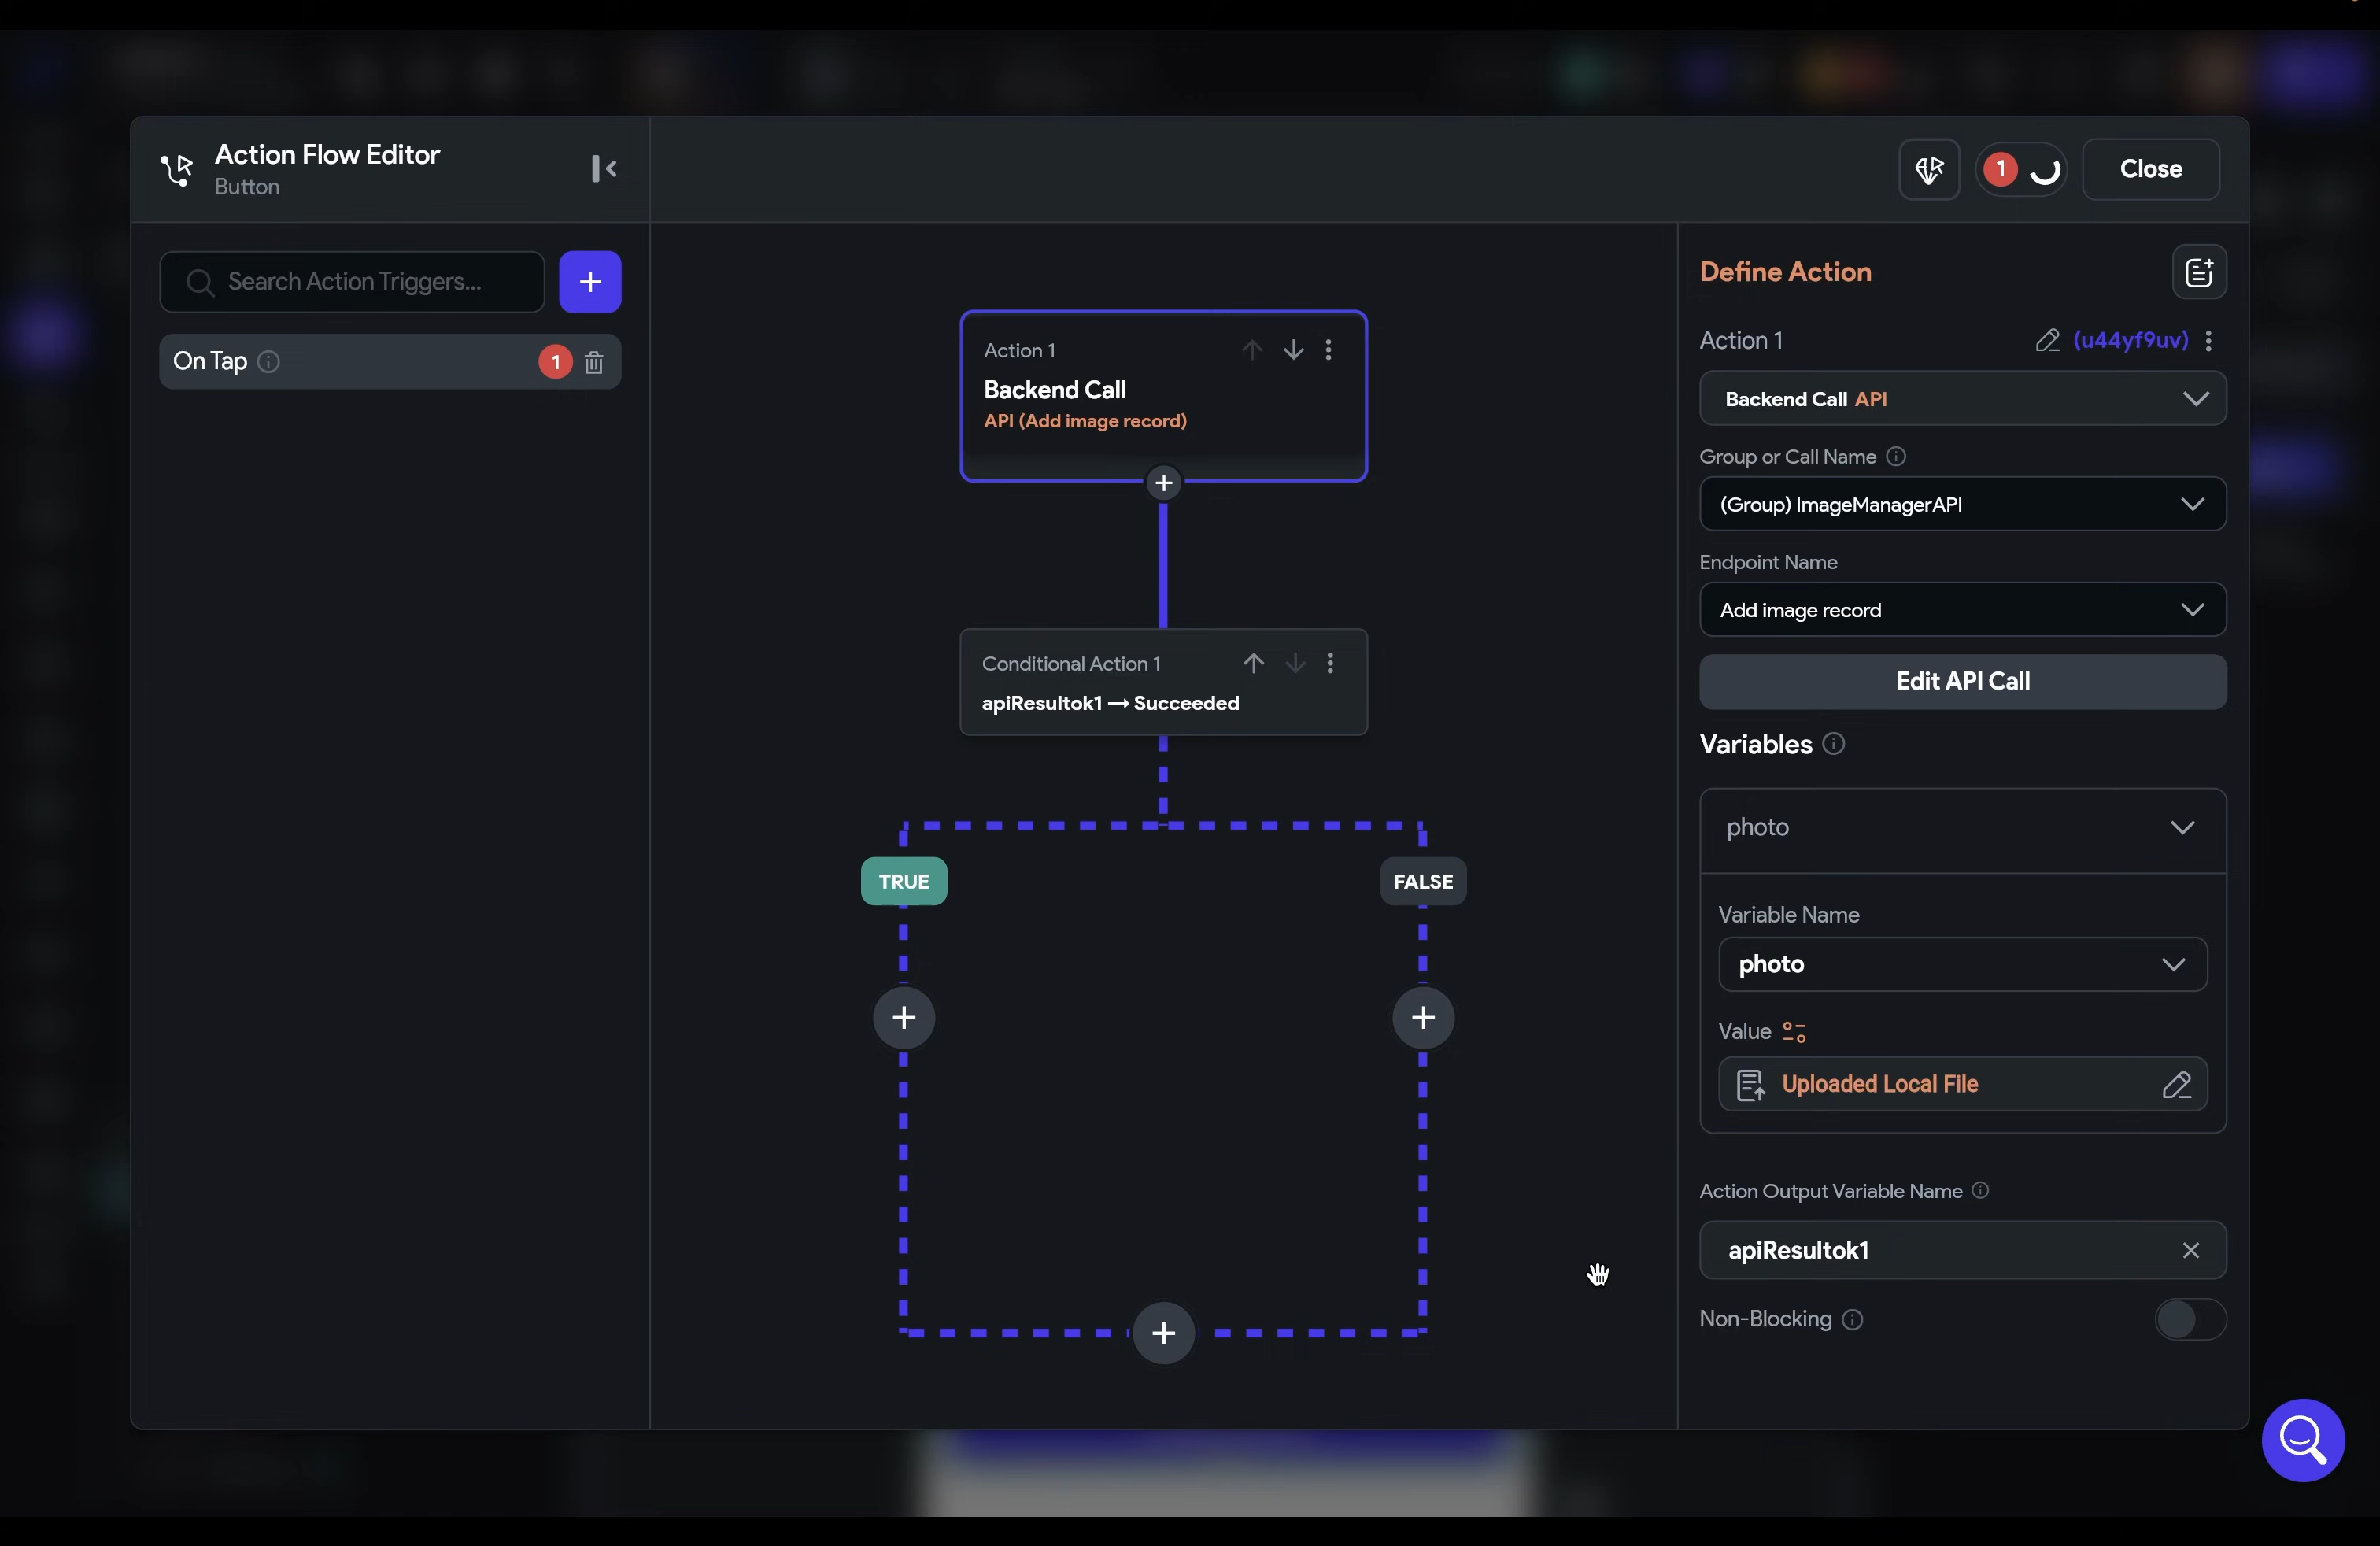 Action Flow Editor
Button
1
Close
Search Action Triggers...
On Tap
1
Action 1
Backend Call
API (Add image record)
Conditional Action 1
apiResultok1 → Succeeded
TRUE
FALSE
Define Action
Action 1 (u44yf9uv)
Backend Call API
Group or Call Name
(Group) ImageManagerAPI
Endpoint Name
Add image record
Edit API Call
Variables
photo
Variable Name
photo
Value
Uploaded Local File
Action Output Variable Name
apiResultok1
Non-Blocking